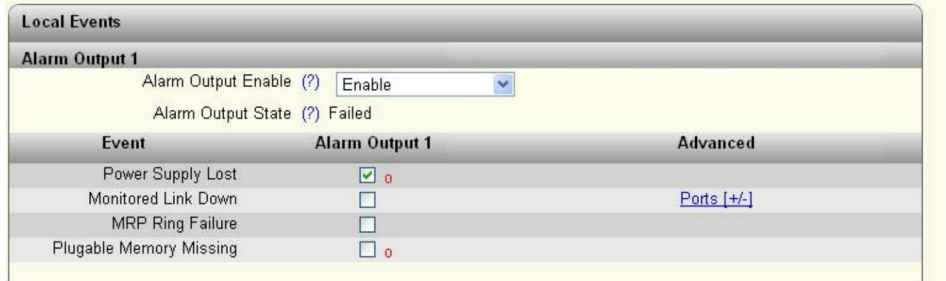 Local Events
Alarm Output 1
Alarm Output Enable (?) Enable
Alarm Output State (?) Failed
Event Alarm Output 1 Advanced
Power Supply Lost o
Monitored Link Down Ports [+/-]
MRP Ring Failure
Plugable Memory Missing o